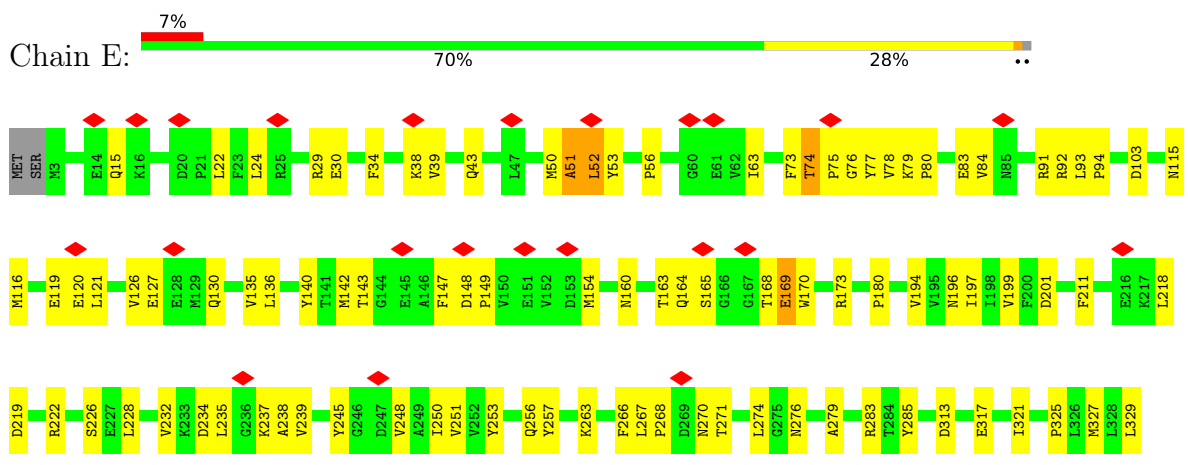 7%
Chain E:
70% 28% ••
MET SER M3 E14 Q15 K16 D20 P21 L22 F23 L24 R25 R29 E30 F34 K38 V39 Q43 L47 M50 A51 L52 Y53 P56 G60 E61 V62 I63 F73 T74 P75 G76 Y77 V78 K79 P80 E83 V84 N85 R91 R92 L93 P94 D103 N115
M116 E119 E120 L121 V126 E127 E128 M129 Q130 V135 L136 Y140 T141 M142 T143 G144 E145 A146 F147 D148 P149 V150 E151 V152 D153 M154 N160 T163 Q164 S165 G166 G167 T168 E169 W170 R173 P180 V194 V195 N196 I197 I198 V199 F200 D201 F211 E216 K217 L218
D219 R222 S226 E227 L228 V232 K233 D234 L235 G236 K237 A238 V239 Y245 G246 D247 V248 A249 I250 V251 V252 Y253 Q256 Y257 K263 F266 L267 P268 D269 N270 T271 L274 G275 N276 A279 R283 T284 Y285 D313 E317 I321 P325 L326 M327 L328 L329